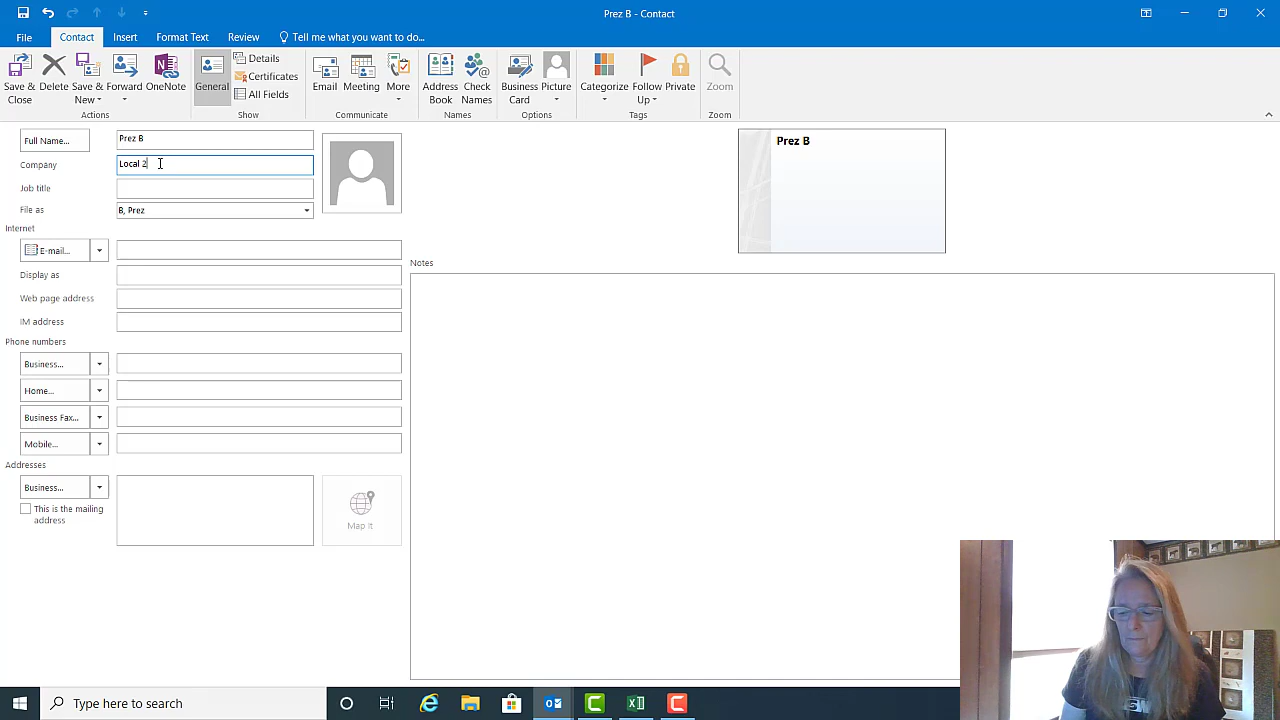 Prez B - Contact
File Contact Insert Format Text Review Tell me what you want to do...
Save & Close
Delete
Save & New
Forward
OneNote
Actions
General
Details
Certificates
All Fields
Show
Email
Meeting
More
Communicate
Address Book
Check Names
Names
Business Card
Picture
Options
Categorize
Follow Up
Private
Tags
Zoom
Zoom
Full Name... Prez B
Company Local 2
Job title
File as B, Prez
Internet
E-mail...
Display as
Web page address
IM address
Phone numbers
Business...
Home...
Business Fax...
Mobile...
Addresses
Business...
This is the mailing
address
Map It
Prez B
Notes
Type here to search